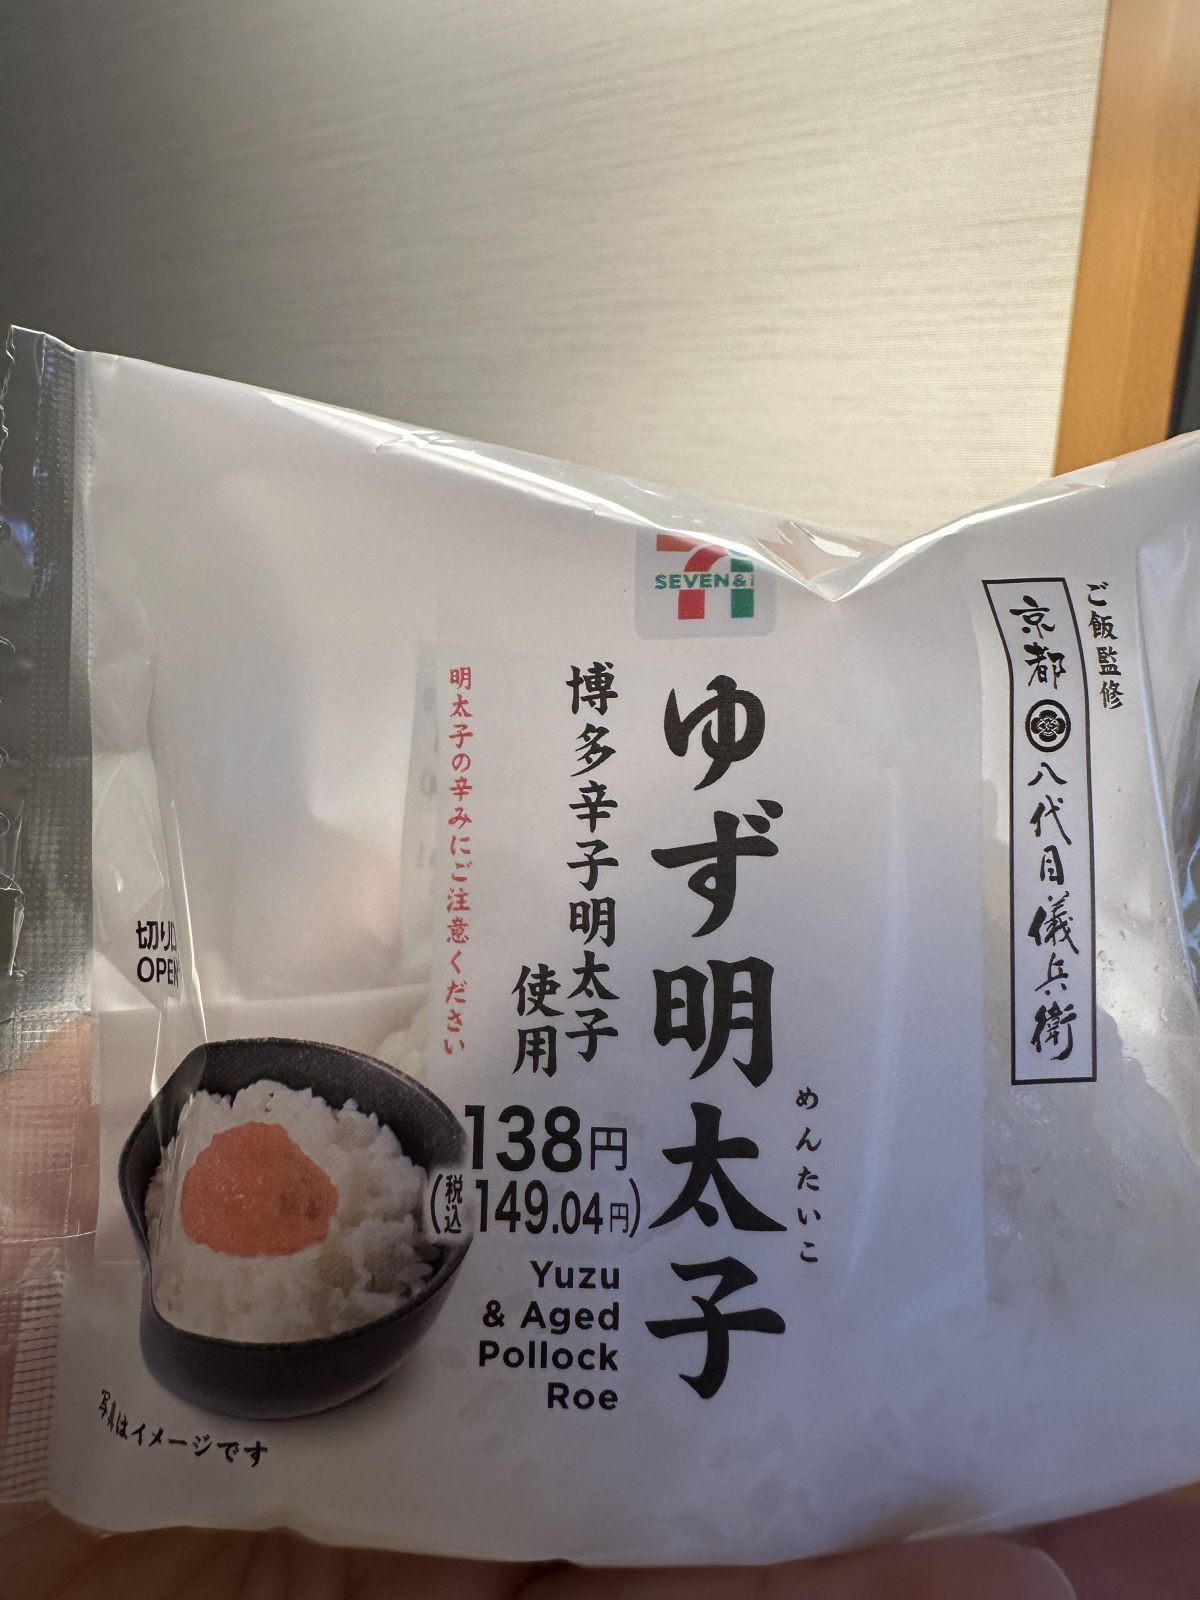 ご飯監修
京都 八代目儀兵衛
SEVEN&i
ゆず明太子
めんたいこ
博多辛子明太子
使用
明太子の辛みにご注意ください
138円
(税込149.04円)
Yuzu
& Aged
Pollock
Roe
切り口
OPEN
写真はイメージです